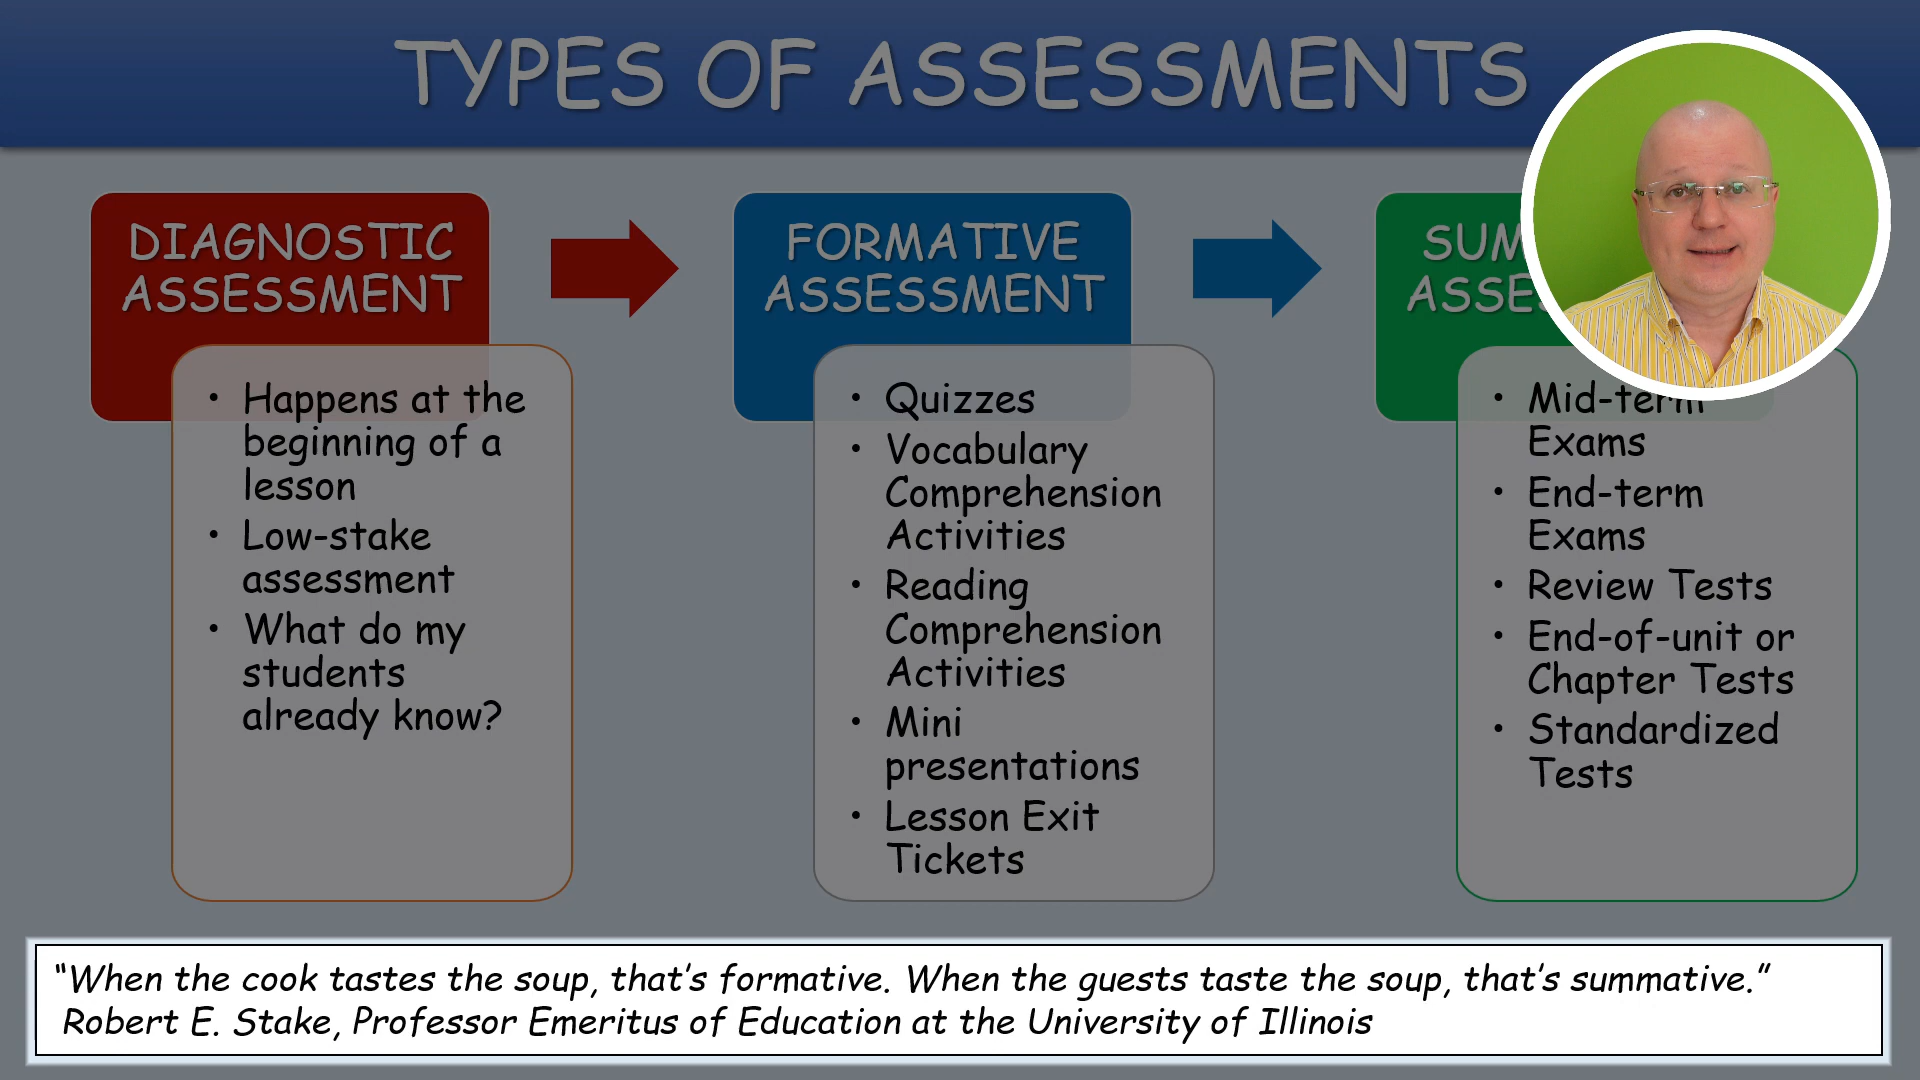 TYPES OF ASSESSMENTS
DIAGNOSTIC
ASSESSMENT
• Happens at the
beginning of a
lesson
• Low-stake
assessment
• What do my
students
already know?
FORMATIVE
ASSESSMENT
• Quizzes
• Vocabulary
Comprehension
Activities
• Reading
Comprehension
Activities
• Mini
presentations
• Lesson Exit
Tickets
• Mid-term
Exams
• End-term
Exams
• Review Tests
• End-of-unit or
Chapter Tests
• Standardized
Tests
“When the cook tastes the soup, that’s formative. When the guests taste the soup, that’s summative.”
Robert E. Stake, Professor Emeritus of Education at the University of Illinois